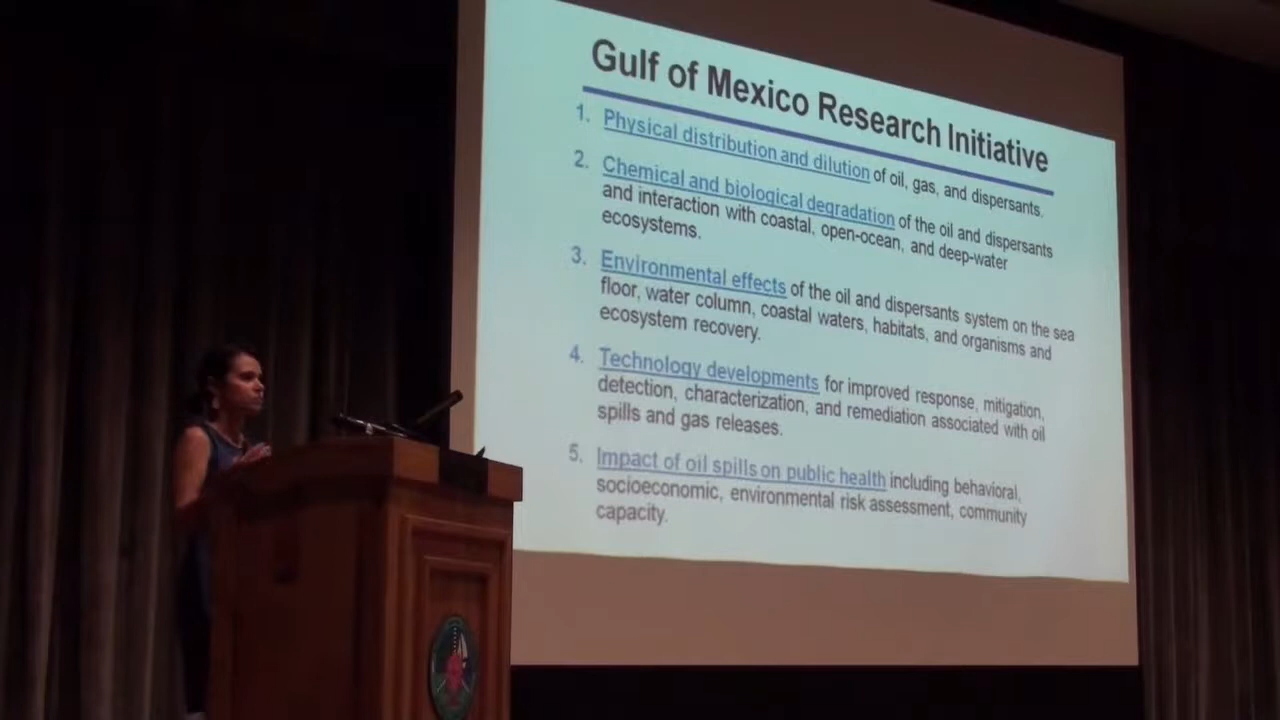 Gulf of Mexico Research Initiative
1. Physical distribution and dilution of oil, gas, and dispersants.
2. Chemical and biological degradation of the oil and dispersants
and interaction with coastal, open-ocean, and deep-water
ecosystems.
3. Environmental effects of the oil and dispersants system on the sea
floor, water column, coastal waters, habitats, and organisms and
ecosystem recovery.
4. Technology developments for improved response, mitigation,
detection, characterization, and remediation associated with oil
spills and gas releases.
5. Impact of oil spills on public health including behavioral,
socioeconomic, environmental risk assessment, community
capacity.